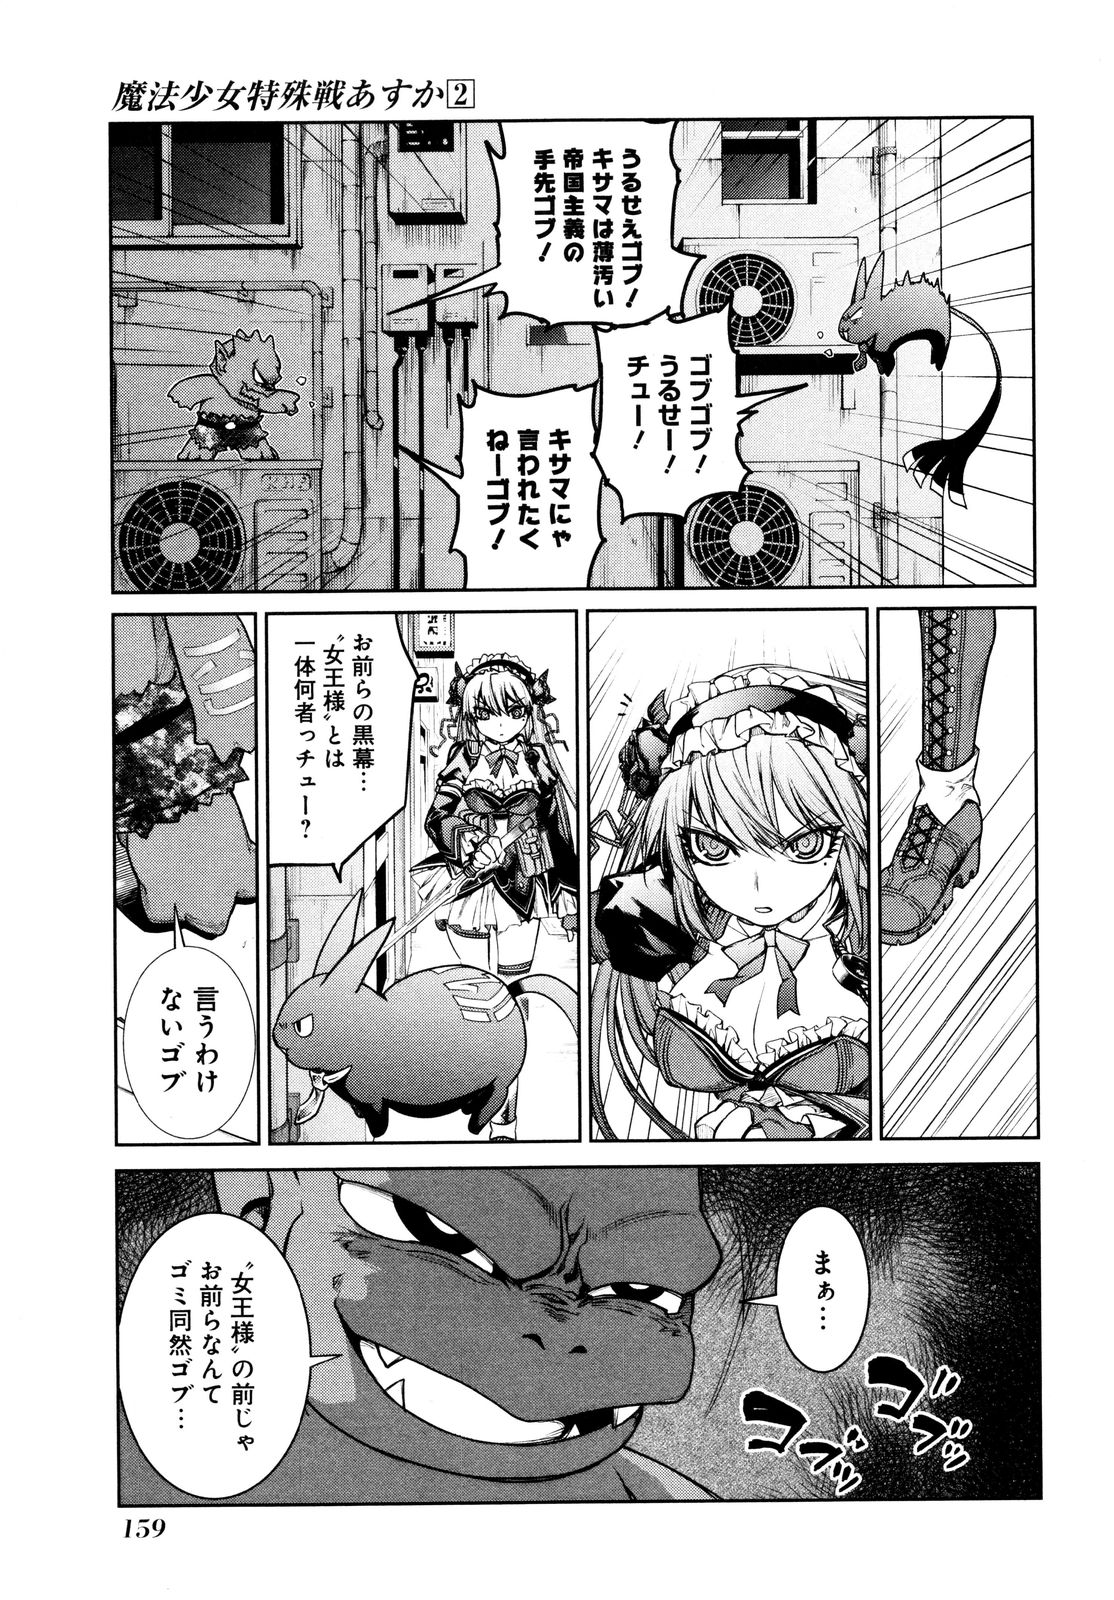 魔法少女特殊戦あすか2
うるせえゴブ！
キサマは薄汚い
帝国主義の
手先ゴブ！
ゴブゴブ！
うるせー！
チュー！
キサマにゃ
言われたく
ねーゴブ！
お前らの黒幕…
〝女王様〟とは
一体何者っチュー？
言うわけ
ないゴブ
まぁ…
ゴブッ
ゴブッ
〝女王様〟の前じゃ
お前らなんて
ゴミ同然ゴブ…
159